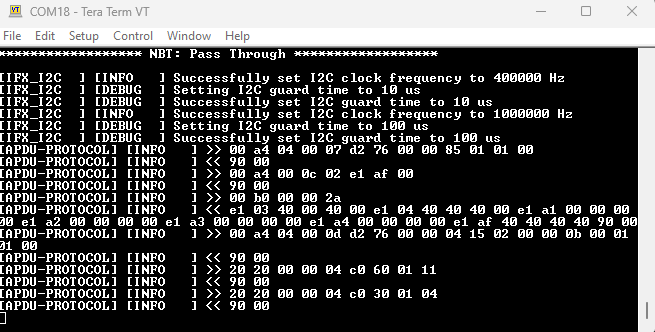 COM18 - Tera Term VT
File Edit Setup Control Window Help
****************** NBT: Pass Through ******************
[IFX_I2C ] [INFO ] Successfully set I2C clock frequency to 400000 Hz
[IFX_I2C ] [DEBUG ] Setting I2C guard time to 10 us
[IFX_I2C ] [DEBUG ] Successfully set I2C guard time to 10 us
[IFX_I2C ] [INFO ] Successfully set I2C clock frequency to 1000000 Hz
[IFX_I2C ] [DEBUG ] Setting I2C guard time to 100 us
[IFX_I2C ] [DEBUG ] Successfully set I2C guard time to 100 us
[APDU-PROTOCOL] [INFO ] >> 00 a4 04 00 07 d2 76 00 00 85 01 01 00
[APDU-PROTOCOL] [INFO ] << 90 00
[APDU-PROTOCOL] [INFO ] >> 00 a4 00 0c 02 e1 af 00
[APDU-PROTOCOL] [INFO ] << 90 00
[APDU-PROTOCOL] [INFO ] >> 00 b0 00 00 2a
[APDU-PROTOCOL] [INFO ] << e1 03 40 00 40 00 e1 04 40 40 40 00 e1 a1 00 00 00
00 e1 a2 00 00 00 00 e1 a3 00 00 00 00 e1 a4 00 00 00 00 e1 af 40 40 40 40 90 00
[APDU-PROTOCOL] [INFO ] >> 00 a4 04 00 0d d2 76 00 00 04 15 02 00 00 0b 00 01
01 00
[APDU-PROTOCOL] [INFO ] << 90 00
[APDU-PROTOCOL] [INFO ] >> 20 20 00 00 04 c0 60 01 11
[APDU-PROTOCOL] [INFO ] << 90 00
[APDU-PROTOCOL] [INFO ] >> 20 20 00 00 04 c0 30 01 04
[APDU-PROTOCOL] [INFO ] << 90 00